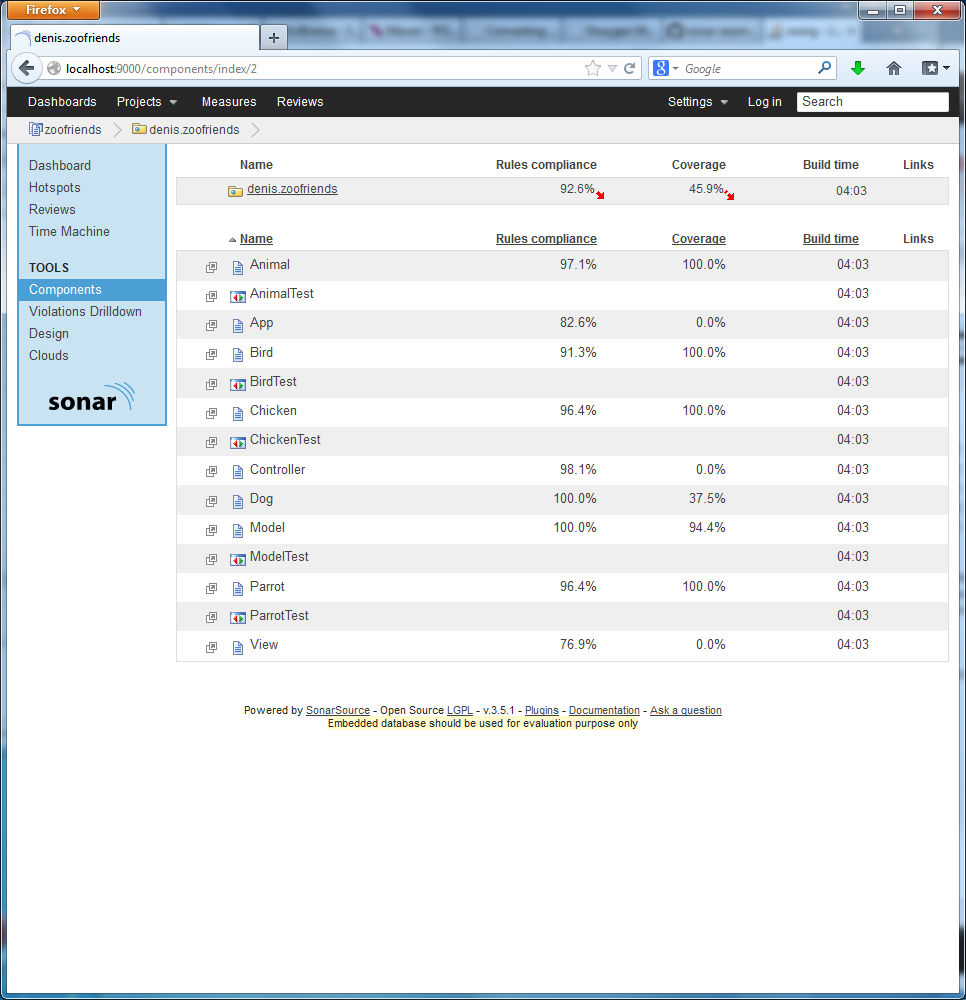 Firefox
denis.zoofriends
localhost:9000/components/index/2
Google
Dashboards Projects Measures Reviews Settings Log in Search
zoofriends denis.zoofriends
Dashboard
Hotspots
Reviews
Time Machine
TOOLS
Components
Violations Drilldown
Design
Clouds
sonar
Name Rules compliance Coverage Build time Links
denis.zoofriends 92.6% 45.9% 04:03
Name Rules compliance Coverage Build time Links
Animal 97.1% 100.0% 04:03
AnimalTest 04:03
App 82.6% 0.0% 04:03
Bird 91.3% 100.0% 04:03
BirdTest 04:03
Chicken 96.4% 100.0% 04:03
ChickenTest 04:03
Controller 98.1% 0.0% 04:03
Dog 100.0% 37.5% 04:03
Model 100.0% 94.4% 04:03
ModelTest 04:03
Parrot 96.4% 100.0% 04:03
ParrotTest 04:03
View 76.9% 0.0% 04:03
Powered by SonarSource - Open Source LGPL - v.3.5.1 - Plugins - Documentation - Ask a question
Embedded database should be used for evaluation purpose only